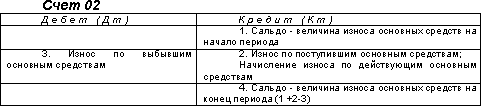 Счет 02
Дебет (Дт)
Кредит (Кт)
1. Сальдо - величина износа основных средств на
начало периода
3. Износ по выбывшим
основным средствам
2. Износ по поступившим основным средствам;
Начисление износа по действующим основным
средствам
4. Сальдо - величина износа основных средств на
конец периода (1 +2-3)